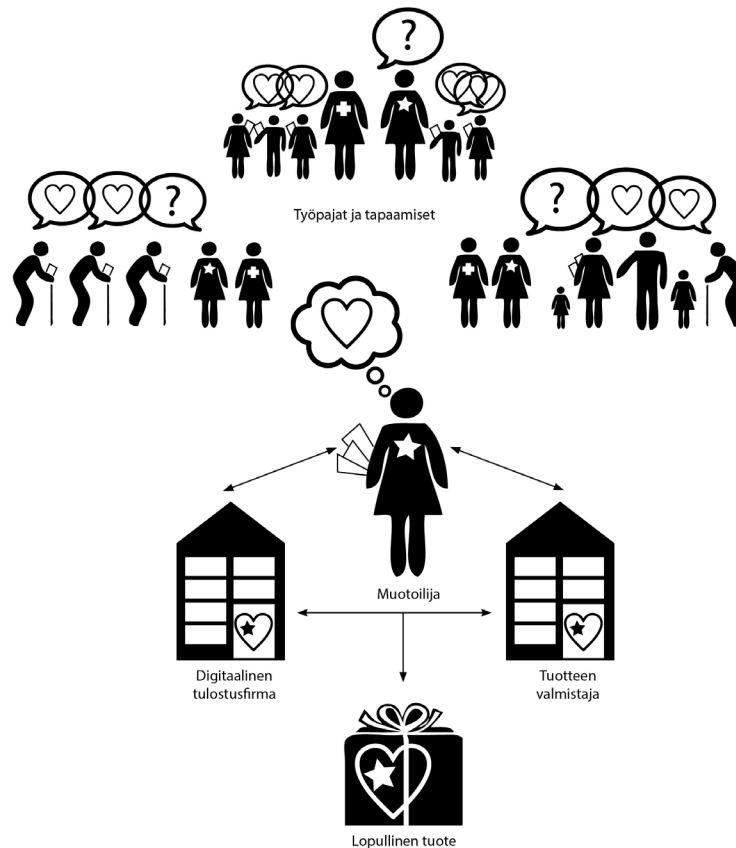 ?
Työpajat ja tapaamiset
?
?
Muotoilija
Digitaalinen
tulostusfirma
Tuotteen
valmistaja
Lopullinen tuote